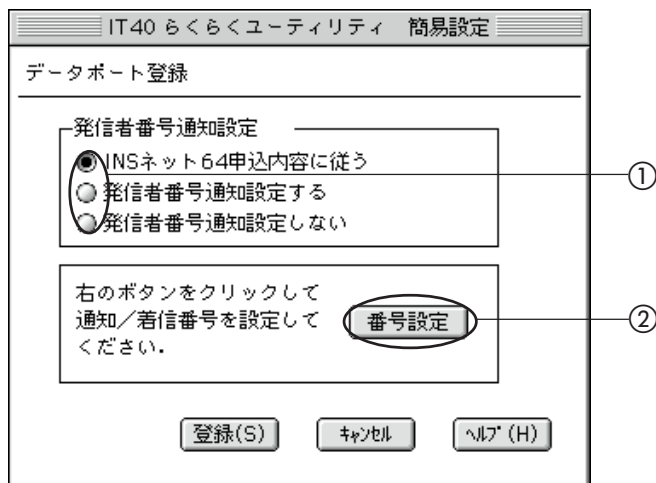 IT40 らくらくユーティリティ 簡易設定
データポート登録
発信者番号通知設定
INSネット64申込内容に従う
発信者番号通知設定する
発信者番号通知設定しない
①
右のボタンをクリックして
通知/着信番号を設定して
ください.
番号設定
②
登録(S)
キャンセル
ヘルプ(H)